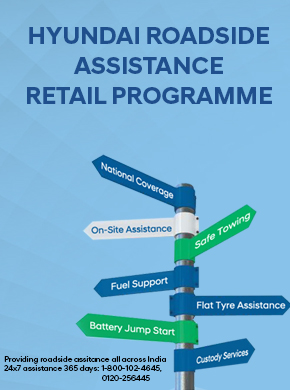 HYUNDAI ROADSIDE
ASSISTANCE
RETAIL PROGRAMME
National Coverage
On-Site Assistance
Safe Towing
Fuel Support
Flat Tyre Assistance
Battery Jump Start
Custody Services
Providing roadside assitance all across India
24x7 assistance 365 days: 1-800-102-4645,
0120-256445